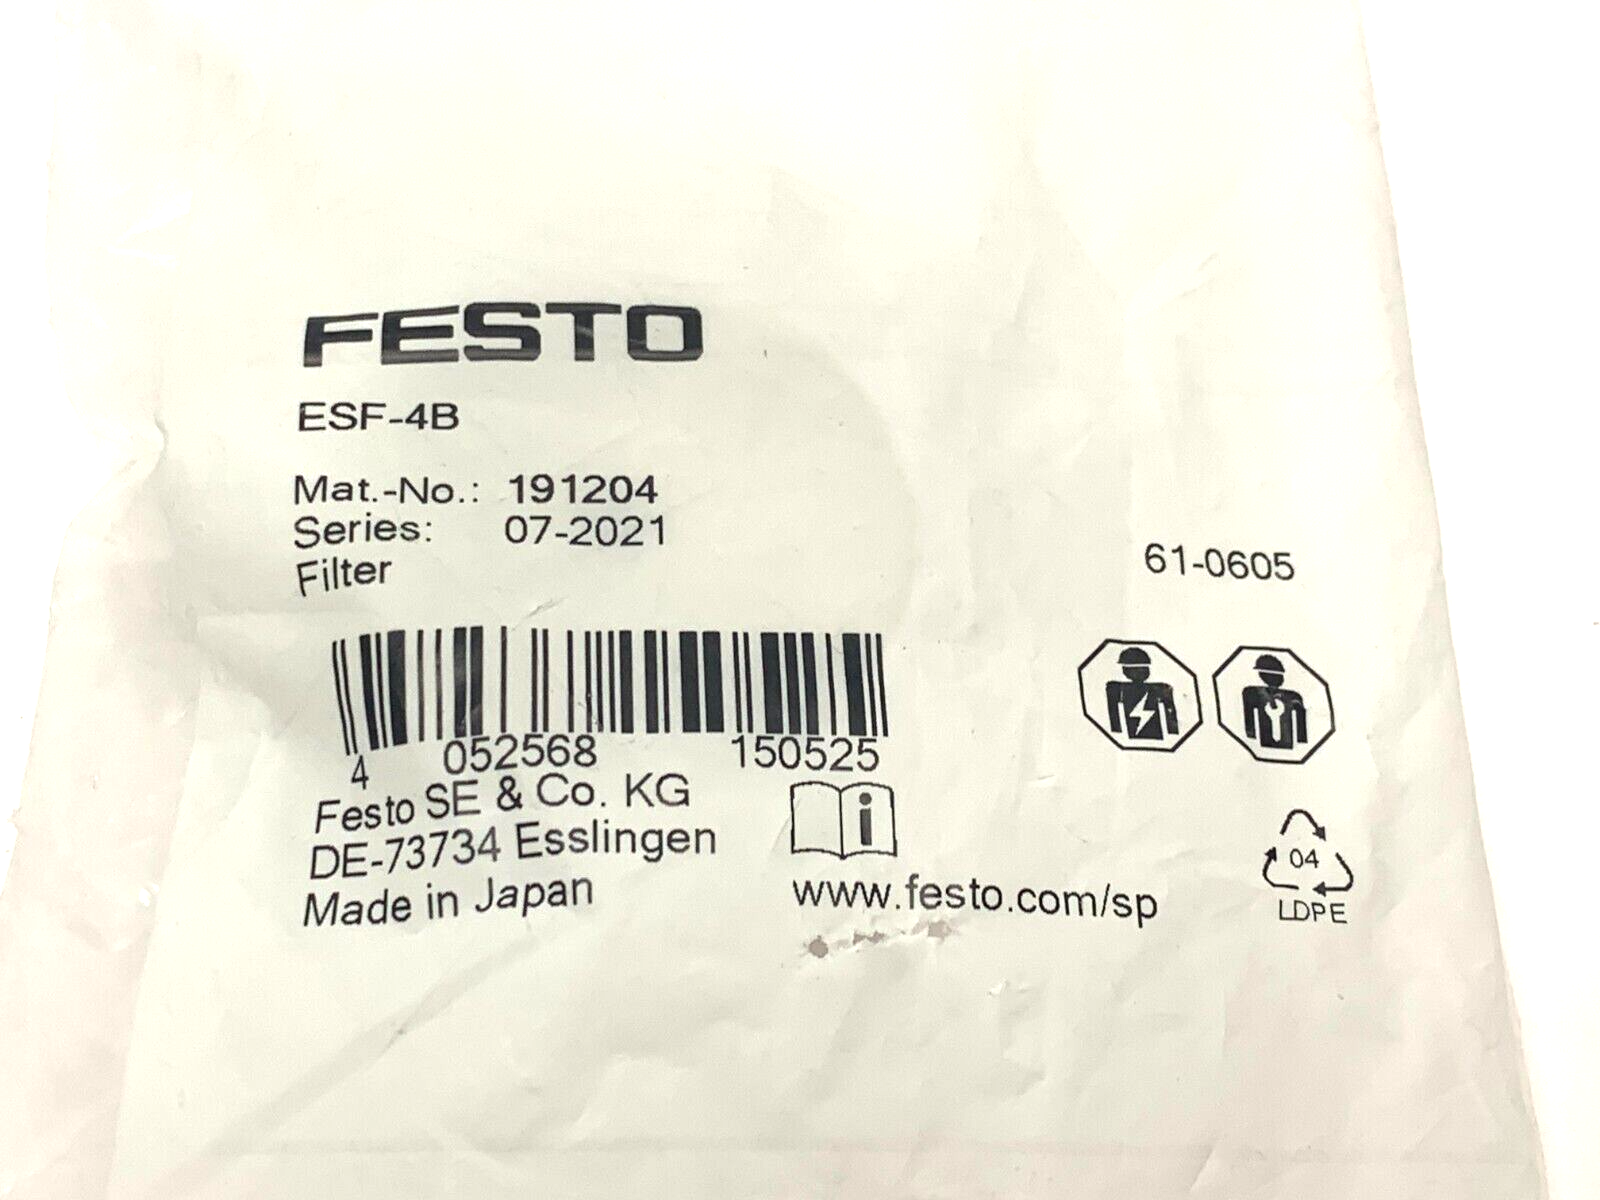 FESTO
ESF-4B
Mat.-No.: 191204
Series: 07-2021
Filter
61-0605
4 052568 150525
Festo SE & Co. KG
DE-73734 Esslingen
Made in Japan
i
www.festo.com/sp
04
LDPE